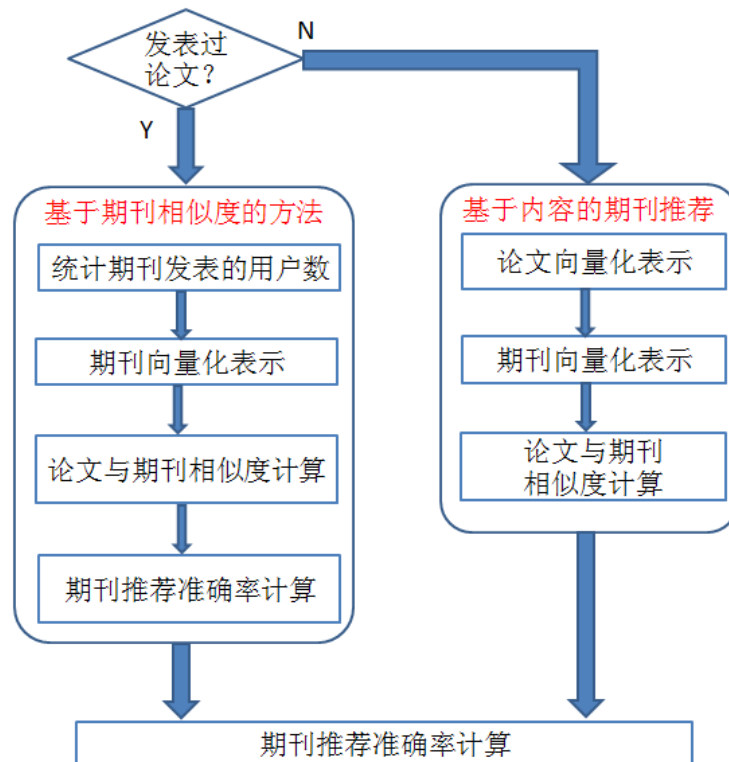 发表过
论文？
N
Y
基于期刊相似度的方法
统计期刊发表的用户数
期刊向量化表示
论文与期刊相似度计算
期刊推荐准确率计算
基于内容的期刊推荐
论文向量化表示
期刊向量化表示
论文与期刊
相似度计算
期刊推荐准确率计算